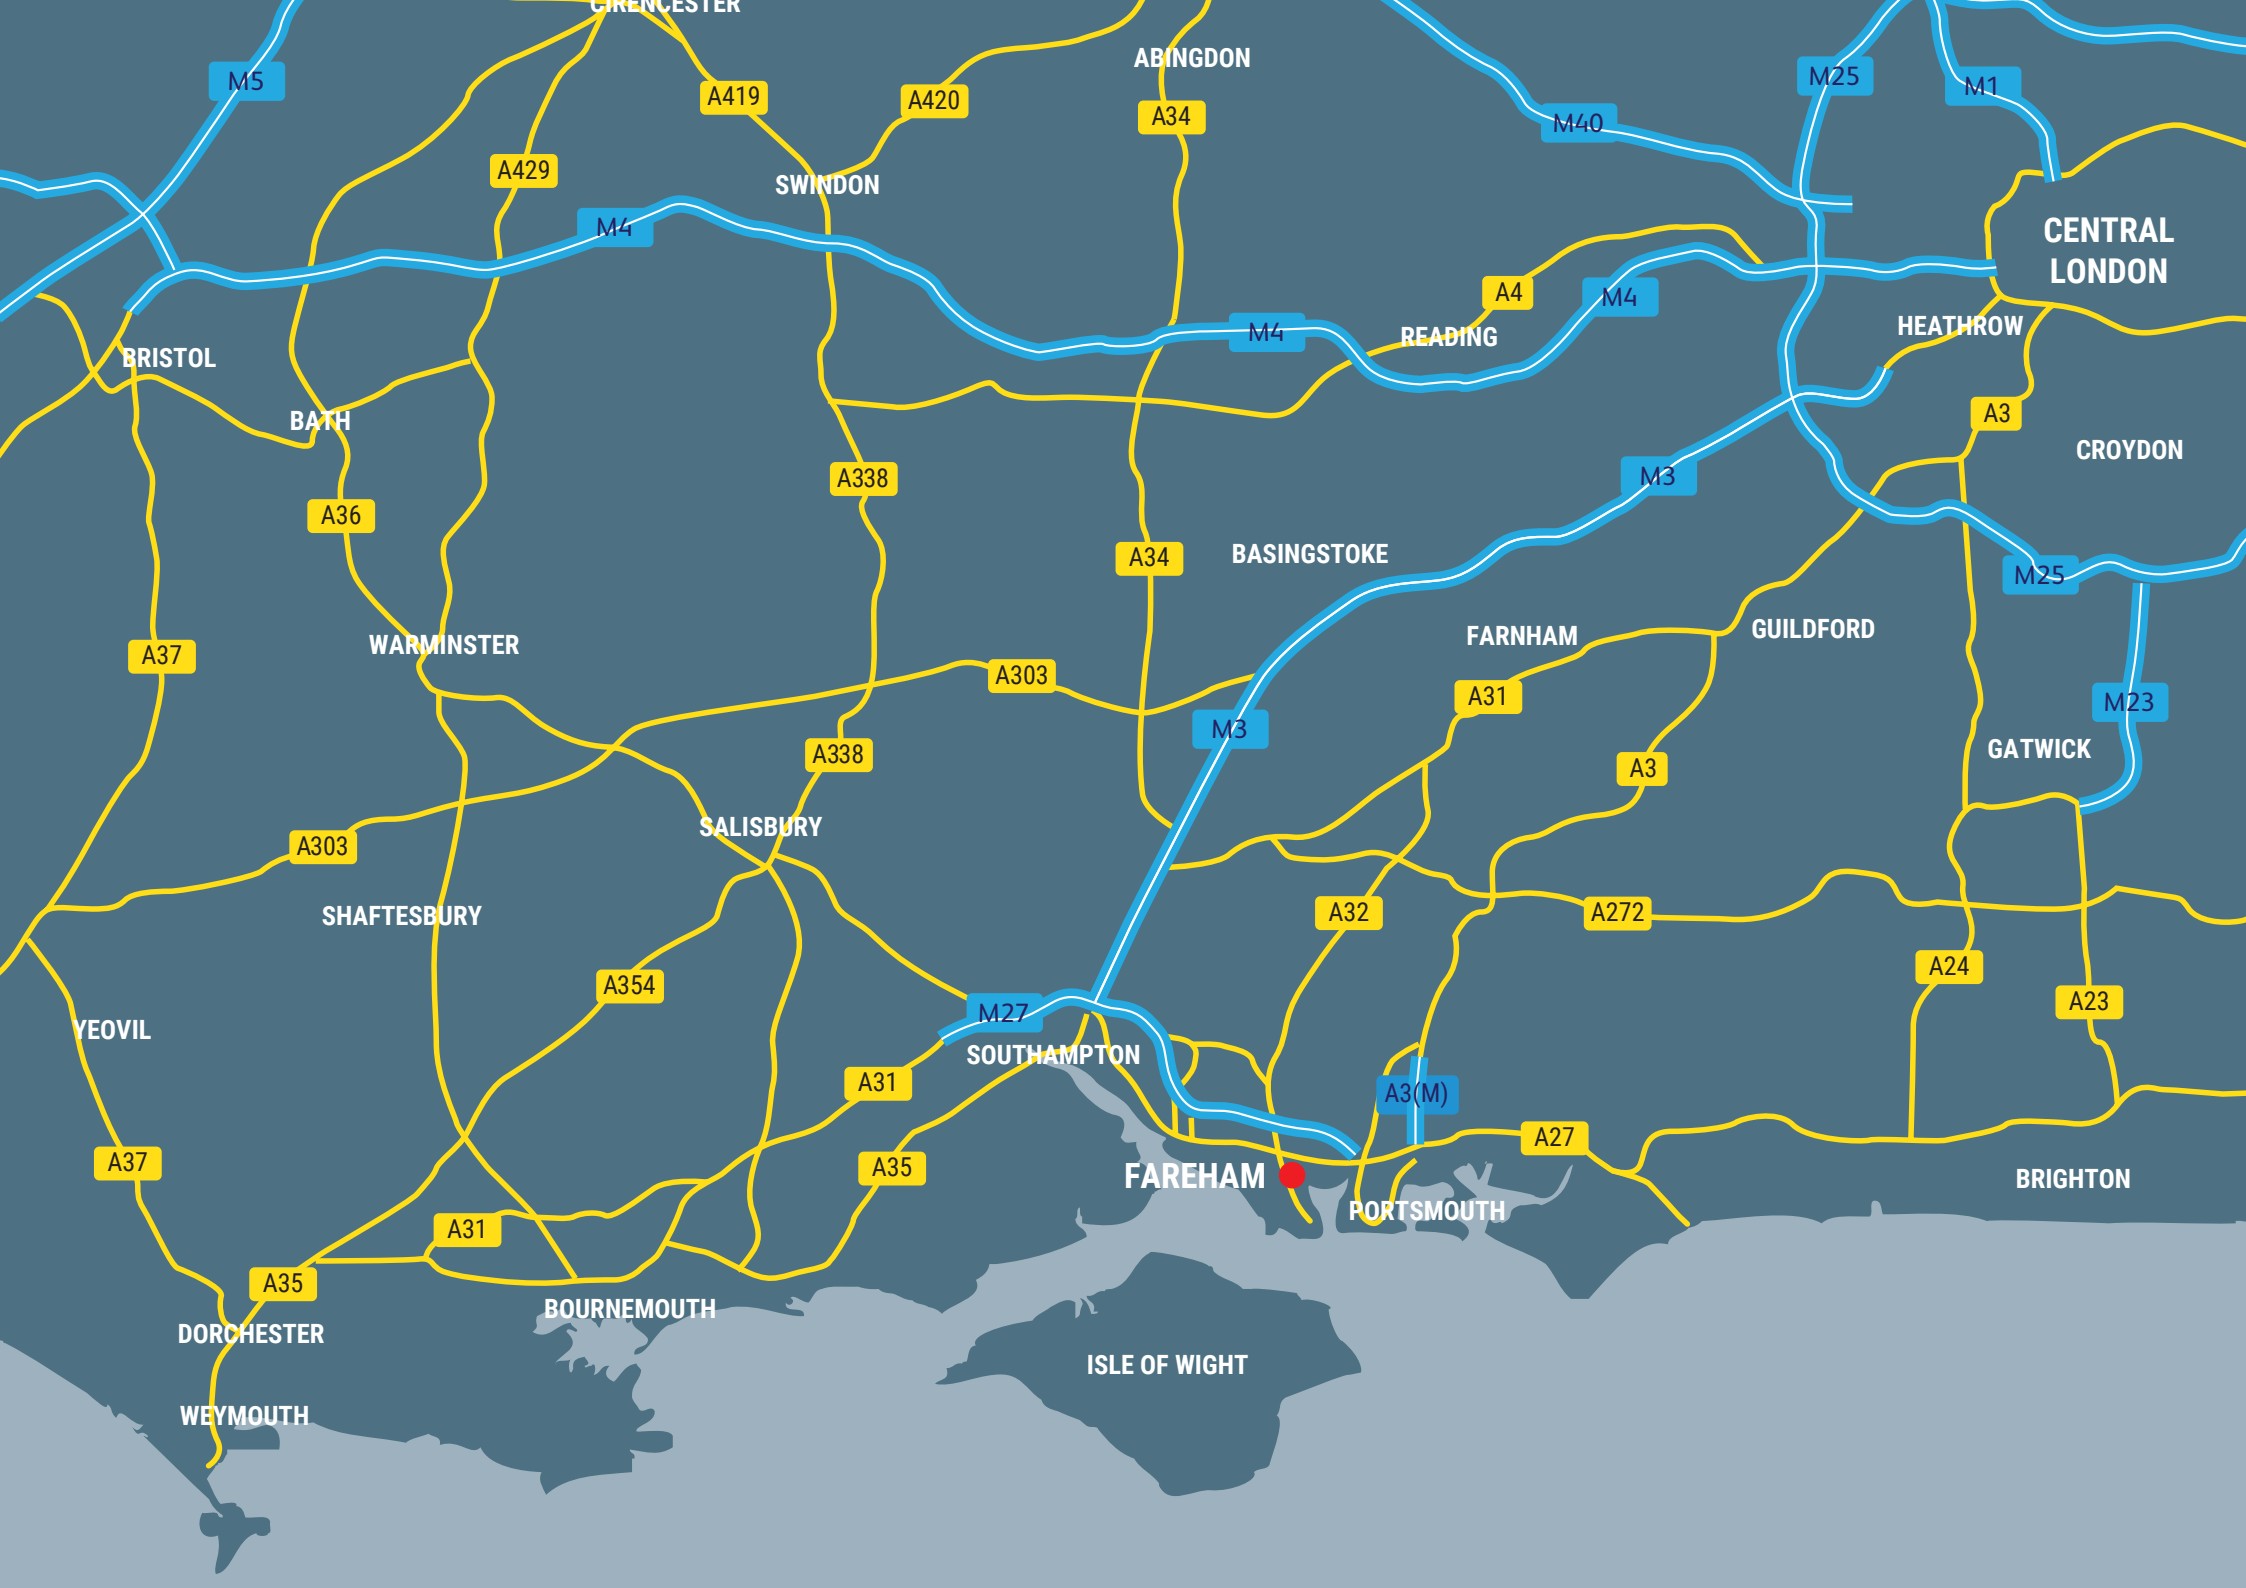 CIRENCESTER
ABINGDON
M5
M25
M1
A419
A420
A34
M40
A429
SWINDON
M4
CENTRAL
LONDON
A4
M4
M4
HEATHROW
READING
BRISTOL
BATH
A3
CROYDON
A338
M3
A36
BASINGSTOKE
A34
M25
GUILDFORD
FARNHAM
WARMINSTER
A37
A303
A31
M23
M3
GATWICK
A338
A3
SALISBURY
A303
SHAFTESBURY
A32
A272
A24
A354
A23
M27
YEOVIL
SOUTHAMPTON
A31
A3(M)
A27
A37
A35
FAREHAM
BRIGHTON
PORTSMOUTH
A31
A35
BOURNEMOUTH
DORCHESTER
ISLE OF WIGHT
WEYMOUTH